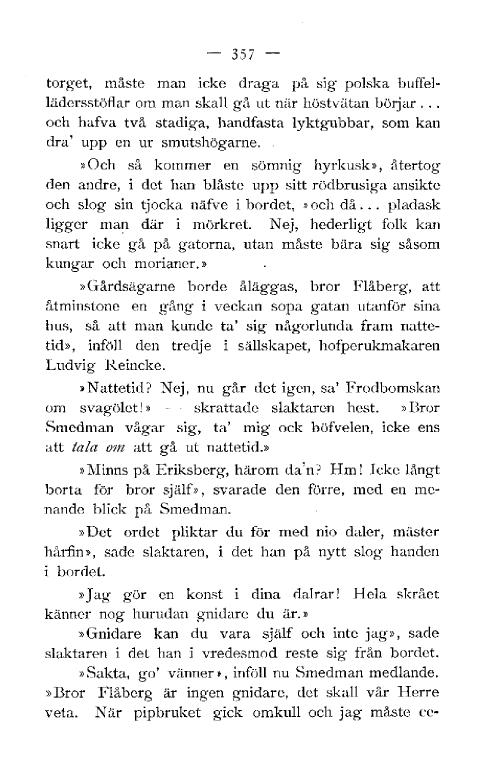 — 357 —
torget, måste man icke draga på sig polska buffel-
lädersstöflar om man skall gå ut när höstvätan börjar . . .
och hafva två stadiga, handfasta lyktgubbar, som kan
dra' upp en ur smutshögarne.
»Och så kommer en sömnig hyrkusk», återtog
den andre, i det han blåste upp sitt rödbrusiga ansikte
och slog sin tjocka näfve i bordet, »och då . . . pladask
ligger man där i mörkret. Nej, hederligt folk kan
snart icke gå på gatorna, utan måste bära sig såsom
kungar och morianer.»
»Gårdsägarne borde åläggas, bror Flåberg, att
åtminstone en gång i veckan sopa gatan utanför sina
hus, så att man kunde ta' sig någorlunda fram natte-
tid», inföll den tredje i sällskapet, hofperukmakaren
Ludvig Reincke.
»Nattetid? Nej, nu går det igen, sa' Frodbomskan
om svagölet!» — skrattade slaktaren hest. »Bror
Smedman vågar sig, ta' mig ock böfvelen, icke ens
att tala om att gå ut nattetid.»
»Minns på Eriksberg, härom da'n? Hm! Icke långt
borta för bror själf», svarade den förre, med en me-
nande blick på Smedman.
»Det ordet pliktar du för med nio daler, mäster
hårfin», sade slaktaren, i det han på nytt slog handen
i bordet.
»Jag gör en konst i dina dalrar! Hela skrået
känner nog hurudan gnidare du är.»
»Gnidare kan du vara själf och inte jag», sade
slaktaren i det han i vredesmod reste sig från bordet.
»Sakta, go' vänner», inföll nu Smedman medlande.
»Bror Flåberg är ingen gnidare, det skall vår Herre
veta. När pipbruket gick omkull och jag måste ce-